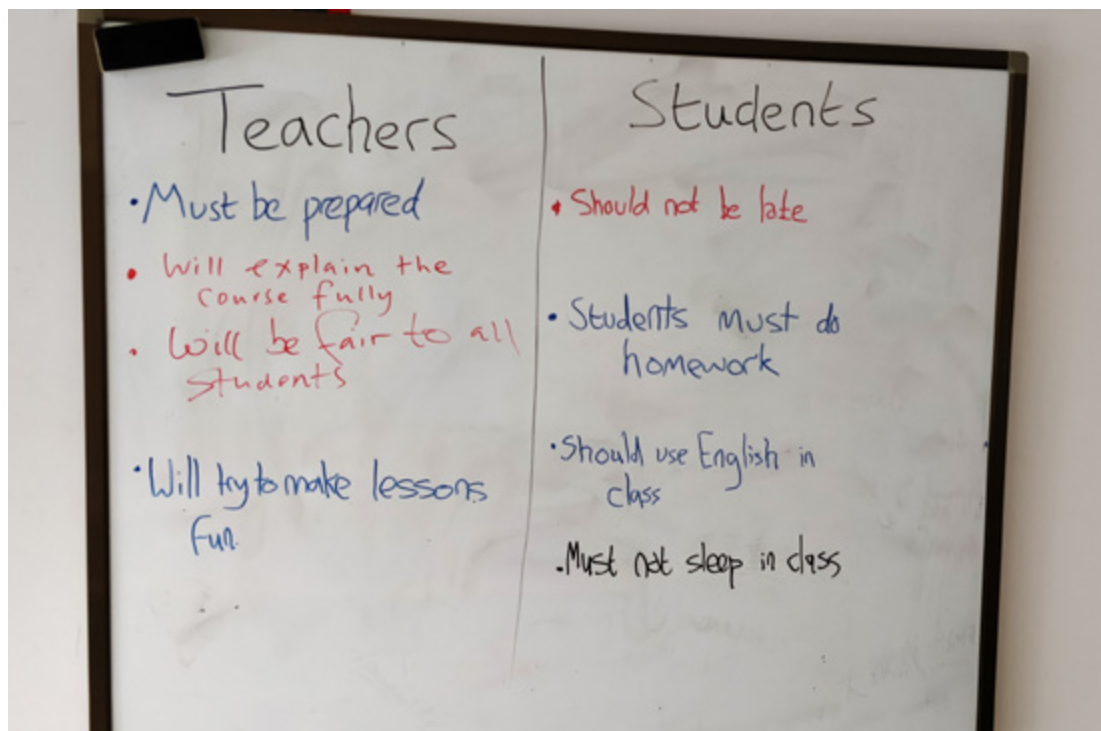 Teachers
• Must be prepared
• Will explain the
course fully
• Will be fair to all
students
• Will try to make lessons
fun
Students
• Should not be late
• Students must do
homework
• Should use English in
class
• Must not sleep in class